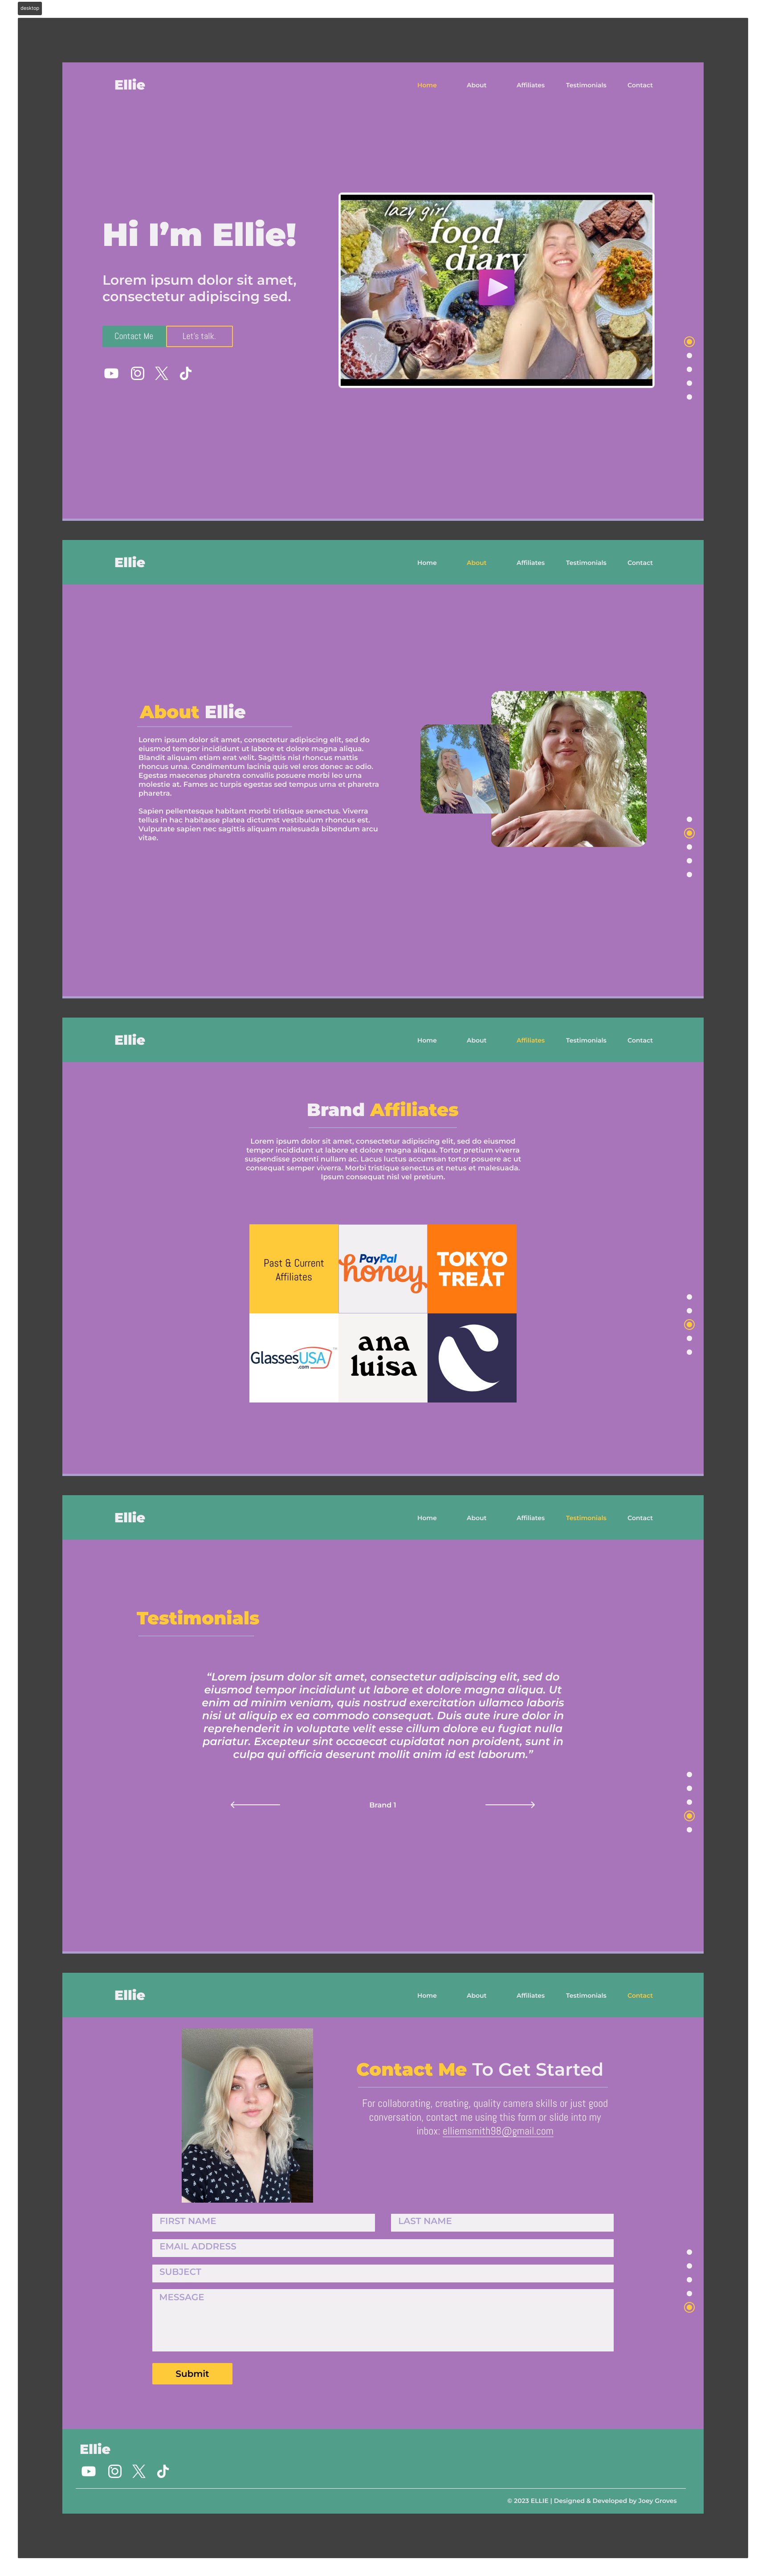 desktop
Ellie
Home About Affiliates Testimonials Contact
Hi I'm Ellie!
Lorem ipsum dolor sit amet,
consectetur adipiscing sed.
Contact Me Let's talk.
lazy girl
food
diary
Ellie
Home About Affiliates Testimonials Contact
About Ellie
Lorem ipsum dolor sit amet, consectetur adipiscing elit, sed do
eiusmod tempor incididunt ut labore et dolore magna aliqua.
Blandit aliquam etiam erat velit. Sagittis nisl rhoncus mattis
rhoncus urna. Condimentum lacinia quis vel eros donec ac odio.
Egestas maecenas pharetra convallis posuere morbi leo urna
molestie at. Fames ac turpis egestas sed tempus urna et pharetra
pharetra.
Sapien pellentesque habitant morbi tristique senectus. Viverra
tellus in hac habitasse platea dictumst vestibulum rhoncus est.
Vulputate sapien nec sagittis aliquam malesuada bibendum arcu
vitae.
Ellie
Home About Affiliates Testimonials Contact
Brand Affiliates
Lorem ipsum dolor sit amet, consectetur adipiscing elit, sed do eiusmod
tempor incididunt ut labore et dolore magna aliqua. Tortor pretium viverra
suspendisse potenti nullam ac. Lacus luctus accumsan tortor posuere ac ut
consequat semper viverra. Morbi tristique senectus et netus et malesuada.
Ipsum consequat nisl vel pretium.
Past & Current
Affiliates
PayPal
honey
TOKYO
TREAT
GlassesUSA
.com
ana
luisa
Ellie
Home About Affiliates Testimonials Contact
Testimonials
“Lorem ipsum dolor sit amet, consectetur adipiscing elit, sed do
eiusmod tempor incididunt ut labore et dolore magna aliqua. Ut
enim ad minim veniam, quis nostrud exercitation ullamco laboris
nisi ut aliquip ex ea commodo consequat. Duis aute irure dolor in
reprehenderit in voluptate velit esse cillum dolore eu fugiat nulla
pariatur. Excepteur sint occaecat cupidatat non proident, sunt in
culpa qui officia deserunt mollit anim id est laborum.”
Brand 1
Ellie
Home About Affiliates Testimonials Contact
Contact Me To Get Started
For collaborating, creating, quality camera skills or just good
conversation, contact me using this form or slide into my
inbox: elliemsmith98@gmail.com
FIRST NAME LAST NAME
EMAIL ADDRESS
SUBJECT
MESSAGE
Submit
Ellie
© 2023 ELLIE | Designed & Developed by Joey Groves